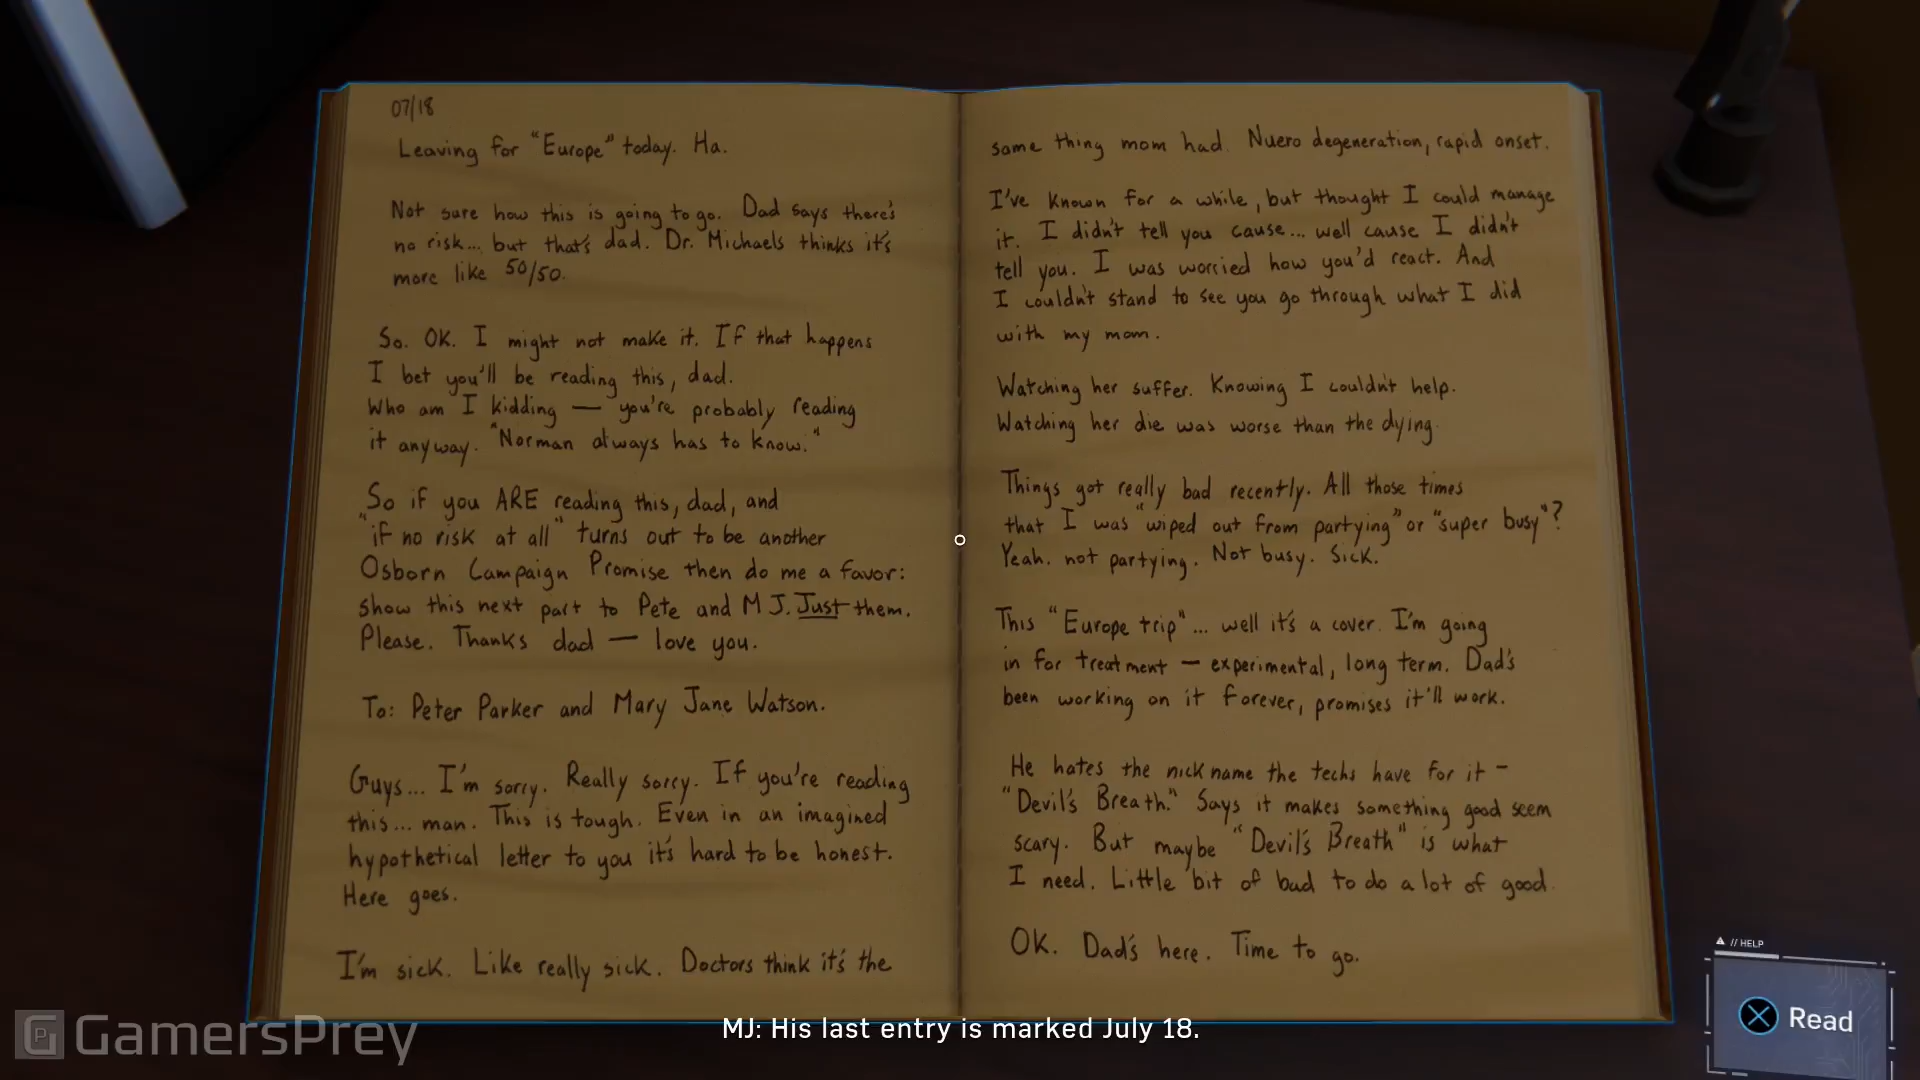 07/18
Leaving for "Europe" today. Ha.
Not sure how this is going to go. Dad says there's
no risk... but that's dad. Dr. Michaels thinks it's
more like 50/50.
So. OK. I might not make it. If that happens
I bet you'll be reading this, dad.
Who am I kidding — you're probably reading
it anyway. "Norman always has to know."
So if you ARE reading this, dad, and
"if no risk at all" turns out to be another
Osborn Campaign Promise then do me a favor:
show this next part to Pete and MJ. Just them.
Please. Thanks dad — love you.
To: Peter Parker and Mary Jane Watson.
Guys... I'm sorry. Really sorry. If you're reading
this... man. This is tough. Even in an imagined
hypothetical letter to you it's hard to be honest.
Here goes.
I'm sick. Like really sick. Doctors think it's the
same thing mom had. Nuero degeneration, rapid onset.
I've known for a while, but thought I could manage
it. I didn't tell you cause... well cause I didn't
tell you. I was worried how you'd react. And
I couldn't stand to see you go through what I did
with my mom.
Watching her suffer. Knowing I couldn't help.
Watching her die was worse than the dying.
Things got really bad recently. All those times
that I was "wiped out from partying" or "super busy"?
Yeah. not partying. Not busy. Sick.
This "Europe trip"... well it's a cover. I'm going
in for treatment — experimental, long term. Dad's
been working on it forever, promises it'll work.
He hates the nickname the techs have for it -
"Devil's Breath." Says it makes something good seem
scary. But maybe "Devil's Breath" is what
I need. Little bit of bad to do a lot of good.
OK. Dad's here. Time to go.
// HELP
Read
GamersPrey
MJ: His last entry is marked July 18.